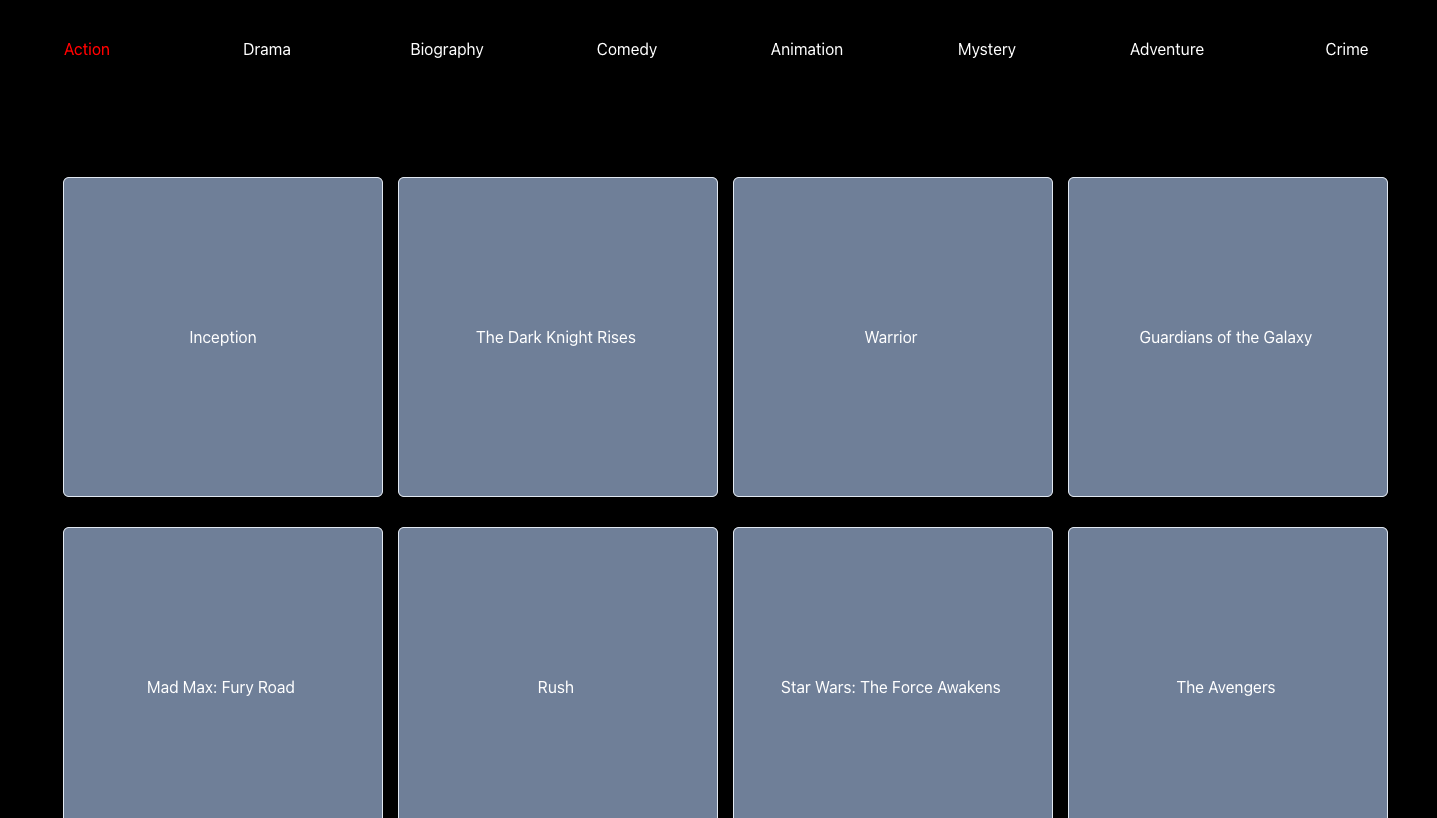 Action Drama Biography Comedy Animation Mystery Adventure Crime
Inception The Dark Knight Rises Warrior Guardians of the Galaxy
Mad Max: Fury Road Rush Star Wars: The Force Awakens The Avengers